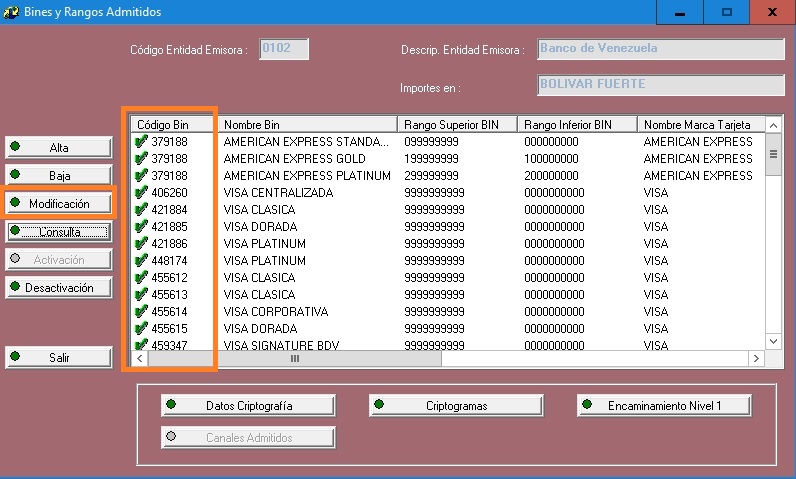 Bines y Rangos Admitidos
Código Entidad Emisora : 0102 Descrip. Entidad Emisora : Banco de Venezuela
Importes en : BOLIVAR FUERTE
Código Bin Nombre Bin Rango Superior BIN Rango Inferior BIN Nombre Marca Tarjeta
379188 AMERICAN EXPRESS STANDA... 099999999 000000000 AMERICAN EXPRESS
379188 AMERICAN EXPRESS GOLD 199999999 100000000 AMERICAN EXPRESS
379188 AMERICAN EXPRESS PLATINUM 299999999 200000000 AMERICAN EXPRESS
406260 VISA CENTRALIZADA 9999999999 0000000000 VISA
421884 VISA CLASICA 9999999999 0000000000 VISA
421885 VISA DORADA 9999999999 0000000000 VISA
421886 VISA PLATINUM 9999999999 0000000000 VISA
448174 VISA PLATINUM 9999999999 0000000000 VISA
455612 VISA CLASICA 9999999999 0000000000 VISA
455613 VISA CLASICA 9999999999 0000000000 VISA
455614 VISA CORPORATIVA 9999999999 0000000000 VISA
455615 VISA DORADA 9999999999 0000000000 VISA
459347 VISA SIGNATURE BDV 9999999999 0000000000 VISA
Alta
Baja
Modificación
Consulta
Activación
Desactivación
Salir
Datos Criptografía Criptogramas Encaminamiento Nivel 1
Canales Admitidos